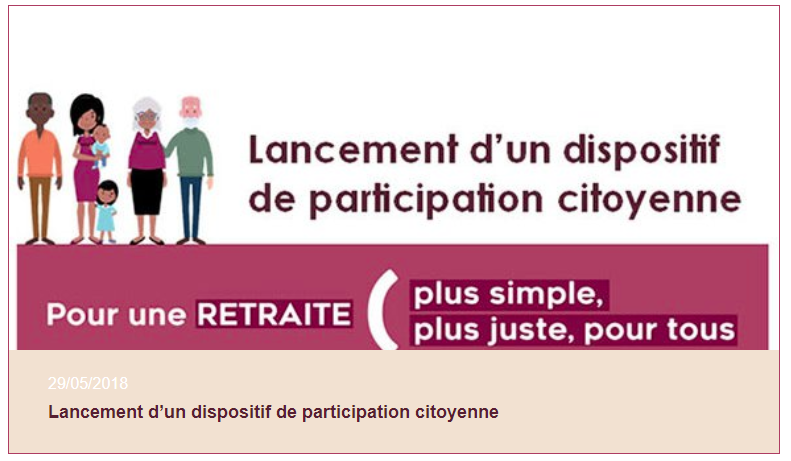 Lancement d’un dispositif
de participation citoyenne
Pour une RETRAITE
plus simple,
plus juste, pour tous
29/05/2018
Lancement d’un dispositif de participation citoyenne